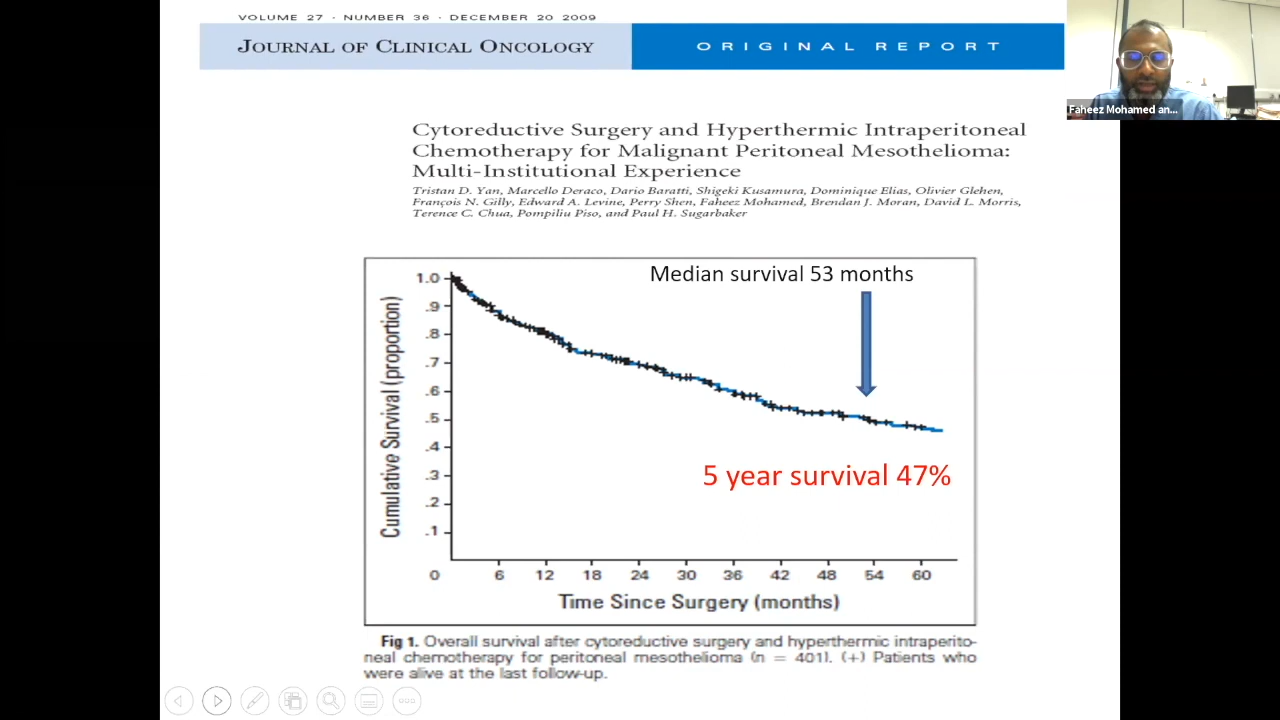 VOLUME 27 · NUMBER 36 · DECEMBER 20 2009
JOURNAL OF CLINICAL ONCOLOGY
ORIGINAL REPORT
Faheez Mohamed an...
Cytoreductive Surgery and Hyperthermic Intraperitoneal
Chemotherapy for Malignant Peritoneal Mesothelioma:
Multi-Institutional Experience
Tristan D. Yan, Marcello Deraco, Dario Baratti, Shigeki Kusamura, Dominique Elias, Olivier Glehen,
François N. Gilly, Edward A. Levine, Perry Shen, Faheez Mohamed, Brendan J. Moran, David L. Morris,
Terence C. Chua, Pompiliu Piso, and Paul H. Sugarbaker
Median survival 53 months
Cumulative Survival (proportion)
1.0
.9
.8
.7
.6
.5
.4
.3
.2
.1
5 year survival 47%
0 6 12 18 24 30 36 42 48 54 60
Time Since Surgery (months)
Fig 1. Overall survival after cytoreductive surgery and hyperthermic intraperito-
neal chemotherapy for peritoneal mesothelioma (n = 401). (+) Patients who
were alive at the last follow-up.